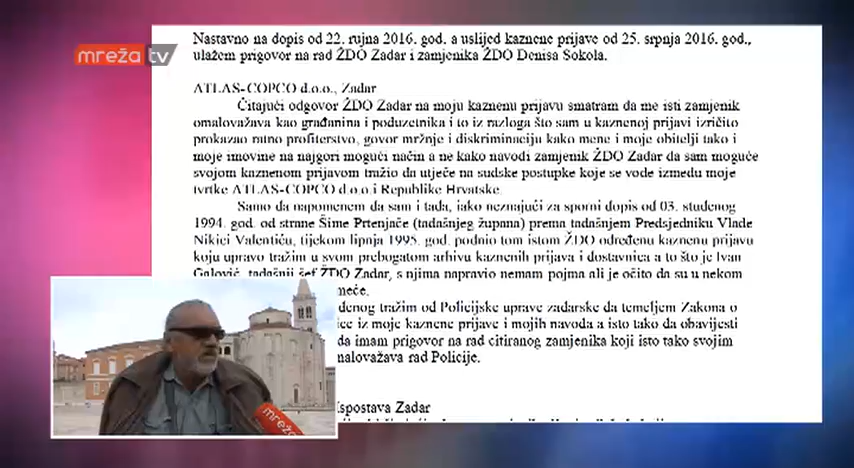 mreža tv
Nastavno na dopis od 22. rujna 2016. god. a uslijed kaznene prijave od 25. srpnja 2016. god.,
ulažem prigovor na rad ŽDO Zadar i zamjenika ŽDO Denisa Sokola.
ATLAS-COPCO d.o.o., Zadar
Čitajući odgovor ŽDO Zadar na moju kaznenu prijavu smatram da me isti zamjenik
omalovažava kao građanina i poduzetnika i to iz razloga što sam u kaznenoj prijavi izričito
prokazao ratno profiterstvo, govor mržnje i diskriminaciju kako mene i moje obitelji tako i
moje imovine na najgori mogući način a ne kako navodi zamjenik ŽDO Zadar da sam moguće
svojom kaznenom prijavom tražio da utječe na sudske postupke koje se vode između moje
tvrtke ATLAS-COPCO d.o.o i Republike Hrvatske.
Samo da napomenem da sam i tada, iako neznajući za sporni dopis od 03. studenog
1994. god. od strane Šime Prtenjače (tadašnjeg župana) prema tadašnjem Predsjedniku Vlade
Nikici Valentiću, tijekom lipnja 1995. god. podnio tom istom ŽDO određenu kaznenu prijavu
koju upravo tražim u svom prebogatom arhivu kaznenih prijava i dostavnica a to što je Ivan
Galović, tadašnji šef ŽDO Zadar, s njima napravio nemam pojma ali je očito da su u nekom
meće.
denog tražim od Policijske uprave zadarske da temeljem Zakona o
ice iz moje kaznene prijave i mojih navoda a isto tako da obavijesti
da imam prigovor na rad citiranog zamjenika koji isto tako svojim
malovažava rad Policije.
Ispostava Zadar
mreža